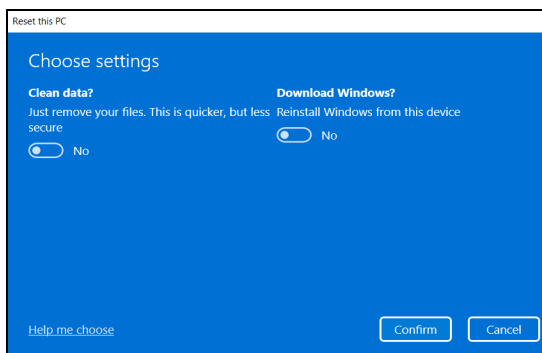 Reset this PC
Choose settings
Clean data?
Just remove your files. This is quicker, but less
secure
No
Download Windows?
Reinstall Windows from this device
No
Help me choose
Confirm
Cancel